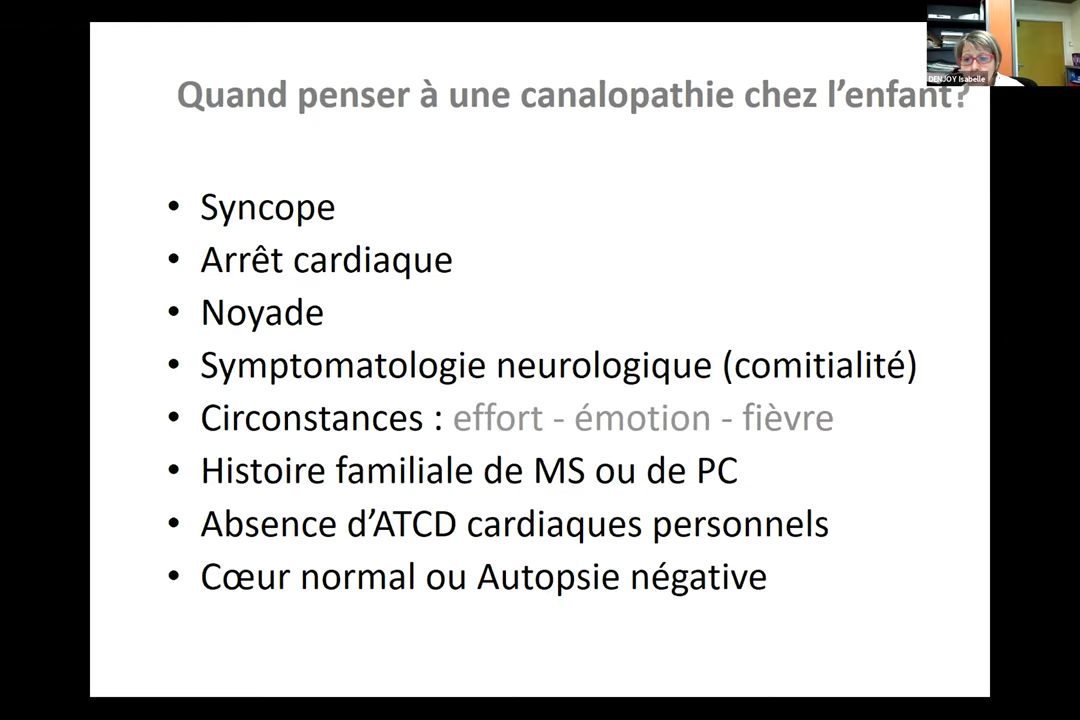 Quand penser à une canalopathie chez l’enfant?
DENJOY Isabelle
• Syncope
• Arrêt cardiaque
• Noyade
• Symptomatologie neurologique (comitialité)
• Circonstances : effort - émotion - fièvre
• Histoire familiale de MS ou de PC
• Absence d’ATCD cardiaques personnels
• Cœur normal ou Autopsie négative